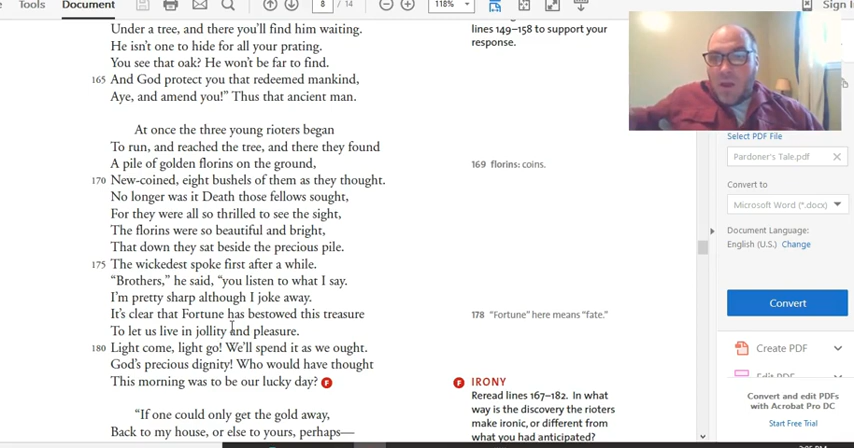 Tools
Document
8
/ 14
118%
Sign I
Under a tree, and there you'll find him waiting.
He isn't one to hide for all your prating.
You see that oak? He won't be far to find.
165 And God protect you that redeemed mankind,
Aye, and amend you!” Thus that ancient man.
At once the three young rioters began
To run, and reached the tree, and there they found
A pile of golden florins on the ground,
170 New-coined, eight bushels of them as they thought.
No longer was it Death those fellows sought,
For they were all so thrilled to see the sight,
The florins were so beautiful and bright,
That down they sat beside the precious pile.
175 The wickedest spoke first after a while.
“Brothers,” he said, “you listen to what I say.
I'm pretty sharp although I joke away.
It's clear that Fortune has bestowed this treasure
To let us live in jollity and pleasure.
180 Light come, light go! We'll spend it as we ought.
God's precious dignity! Who would have thought
This morning was to be our lucky day? F
“If one could only get the gold away,
Back to my house, or else to yours, perhaps—
lines 149–158 to support your
response.
169 florins: coins.
178 “Fortune” here means “fate.”
F IRONY
Reread lines 167–182. In what
way is the discovery the rioters
make ironic, or different from
what you had anticipated?
Select PDF File
Pardoner's Tale.pdf
Convert to
Microsoft Word (*.docx)
Document Language:
English (U.S.) Change
Convert
Create PDF
Edit PDF
Convert and edit PDFs
with Acrobat Pro DC
Start Free Trial